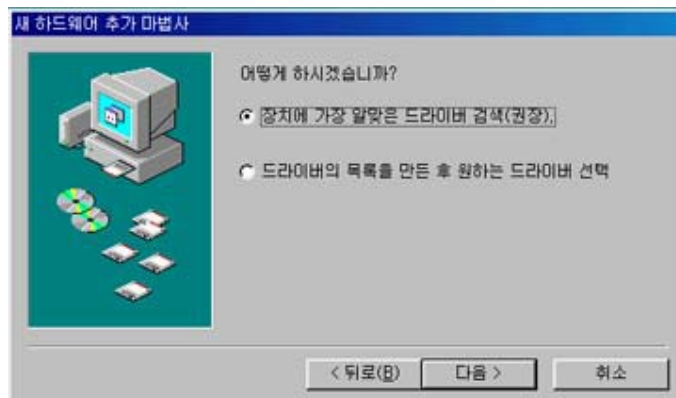 새 하드웨어 추가 마법사
어떻게 하시겠습니까?
장치에 가장 알맞은 드라이버 검색(권장).
드라이버의 목록을 만든 후 원하는 드라이버 선택
< 뒤로(B)
다음 >
취소